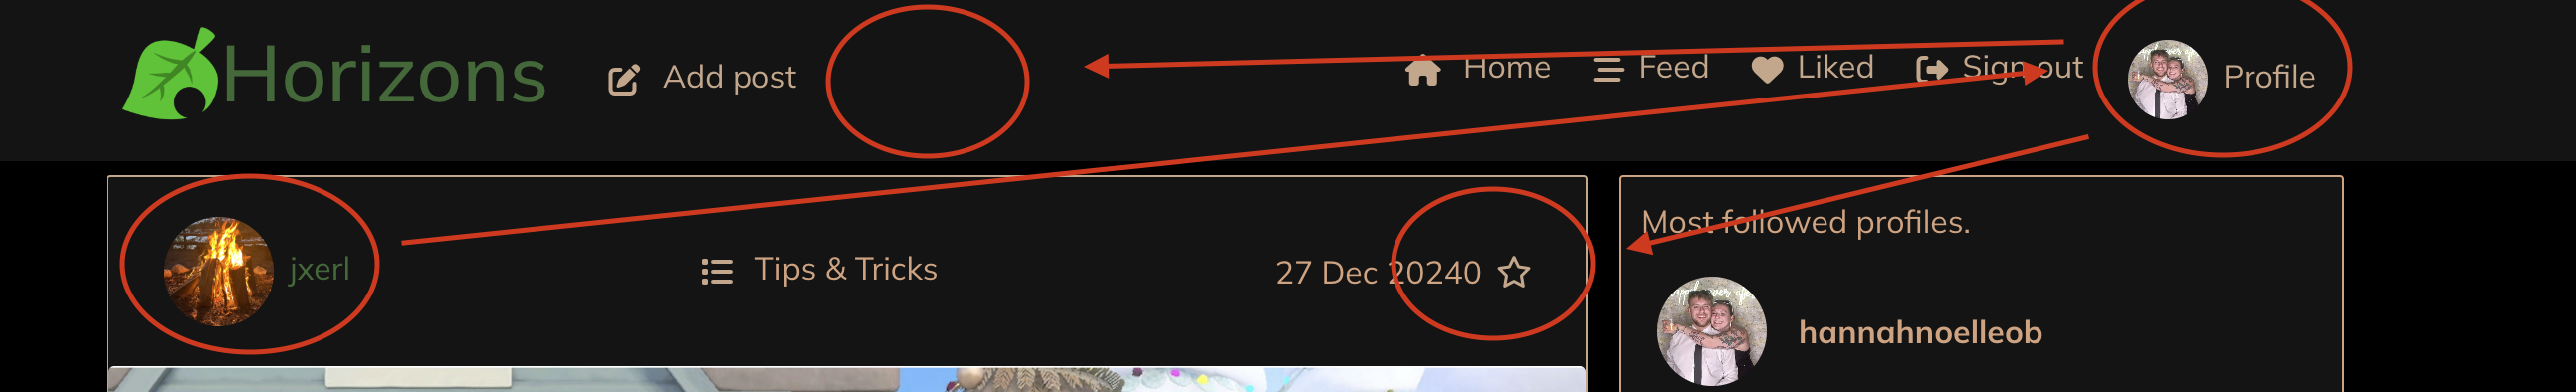 Horizons
Add post
Home
Feed
Liked
Sign out
Profile
jxerl
Tips & Tricks
27 Dec 20240
Most followed profiles.
hannahnoelleob